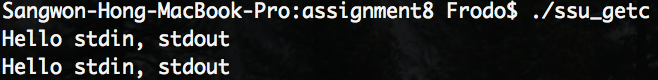 Sangwon-Hong-MacBook-Pro:assignment8 Frodo$ ./ssu_getc
Hello stdin, stdout
Hello stdin, stdout